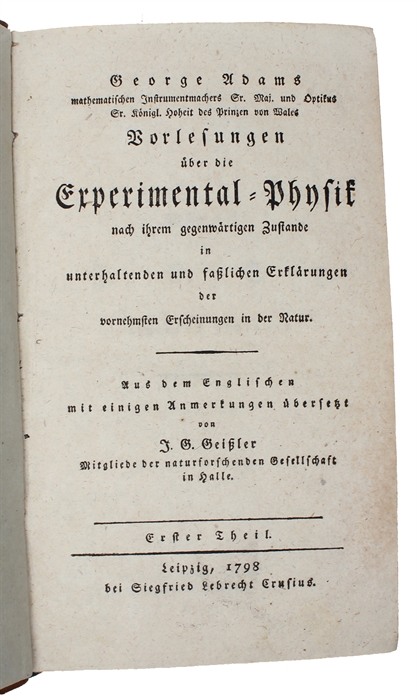 George Adams
mathematischen Instrumentmachers Sr. Maj. und Optikus
Sr. Königl. Hoheit des Prinzen von Wales
Vorlesungen
über die
Experimental-Physik
nach ihrem gegenwärtigen Zustande
in
unterhaltenden und faßlichen Erklärungen
der
vornehmsten Erscheinungen in der Natur.
Aus dem Englischen
mit einigen Anmerkungen übersetzt
von
J. G. Geißler
Mitgliede der naturforschenden Gesellschaft
in Halle.
Erster Theil.
Leipzig, 1798
bei Siegfried Lebrecht Crusius.